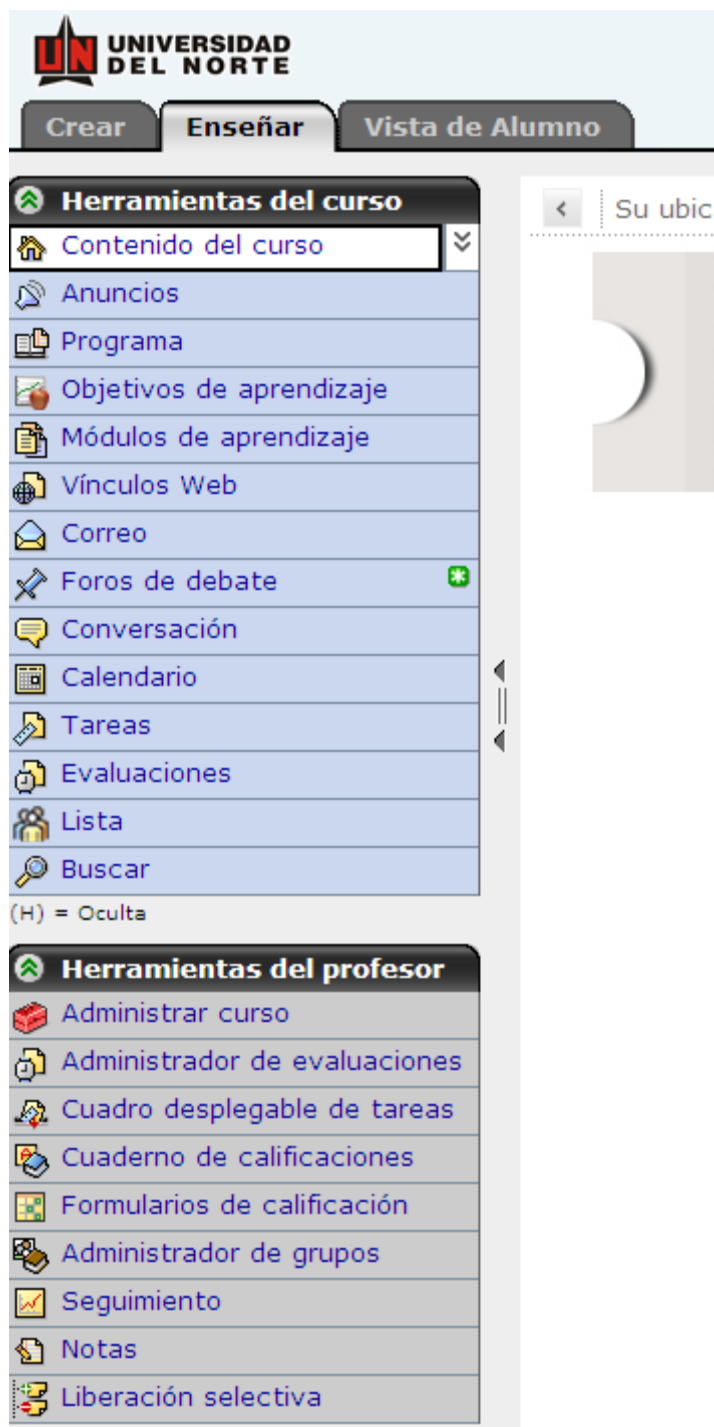 UNIVERSIDAD
DEL NORTE
Crear
Enseñar
Vista de Alumno
Herramientas del curso
Su ubic
Contenido del curso
Anuncios
Programa
Objetivos de aprendizaje
Módulos de aprendizaje
Vínculos Web
Correo
Foros de debate
Conversación
Calendario
Tareas
Evaluaciones
Lista
Buscar
(H) = Oculta
Herramientas del profesor
Administrar curso
Administrador de evaluaciones
Cuadro desplegable de tareas
Cuaderno de calificaciones
Formularios de calificación
Administrador de grupos
Seguimiento
Notas
Liberación selectiva